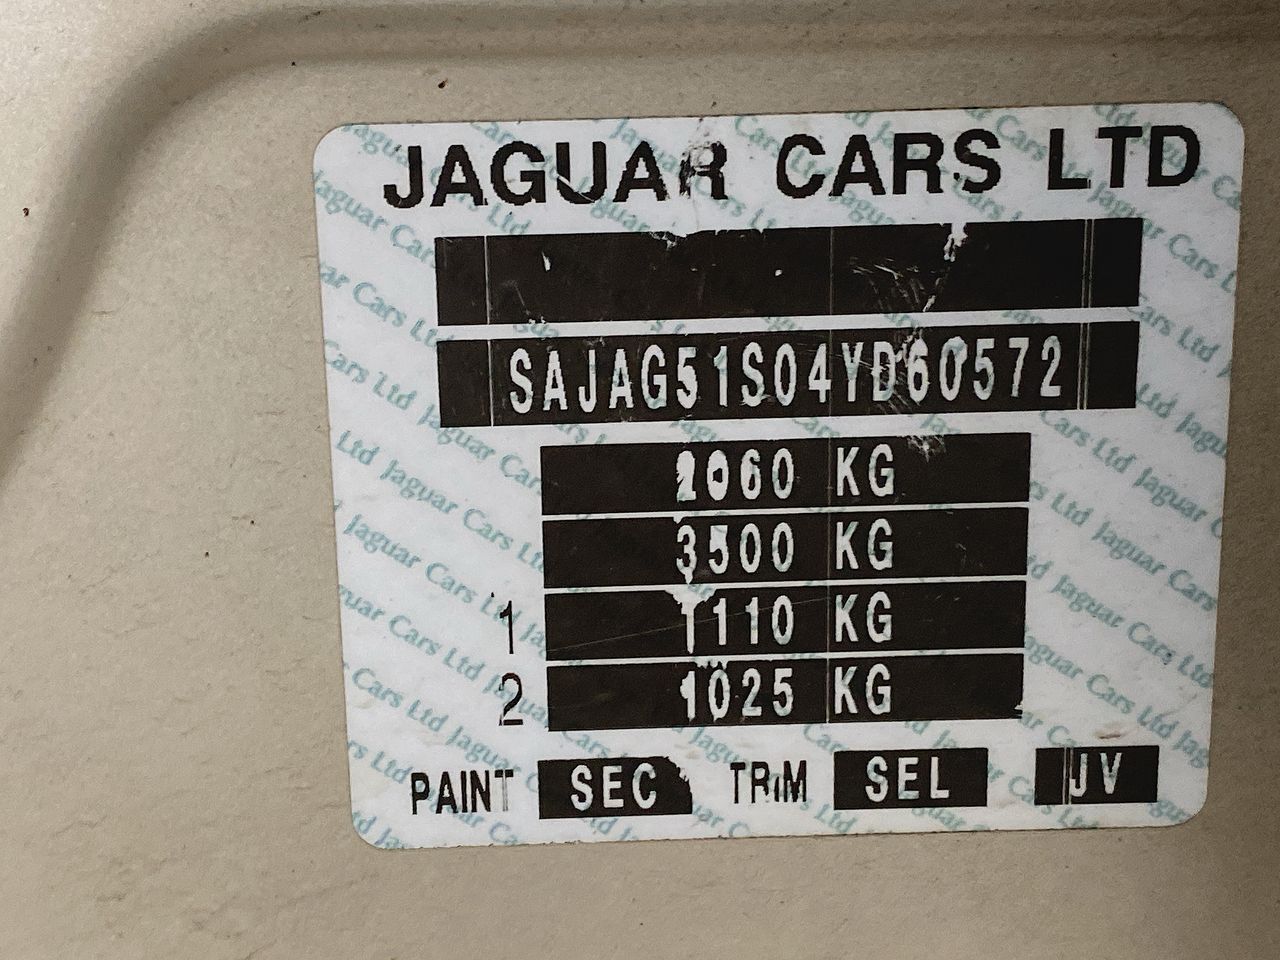 JAGUAR CARS LTD
SAJAG51S04YD60572
2060 KG
3500 KG
1 1110 KG
2 1025 KG
PAINT SEC TRIM SEL JV